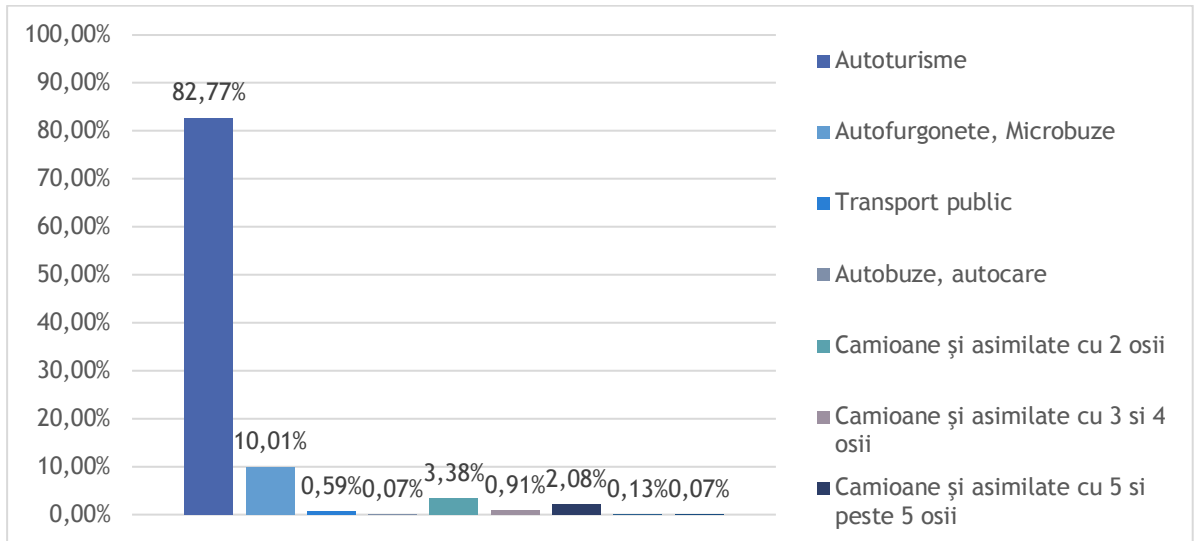 100,00%
90,00%
80,00%
70,00%
60,00%
50,00%
40,00%
30,00%
20,00%
10,00%
0,00%
82,77%
10,01%
0,59%
0,07%
3,38%
0,91%
2,08%
0,13%
0,07%
Autoturisme
Autofurgonete, Microbuze
Transport public
Autobuze, autocare
Camioane şi asimilate cu 2 osii
Camioane şi asimilate cu 3 si 4
osii
Camioane şi asimilate cu 5 si
peste 5 osii